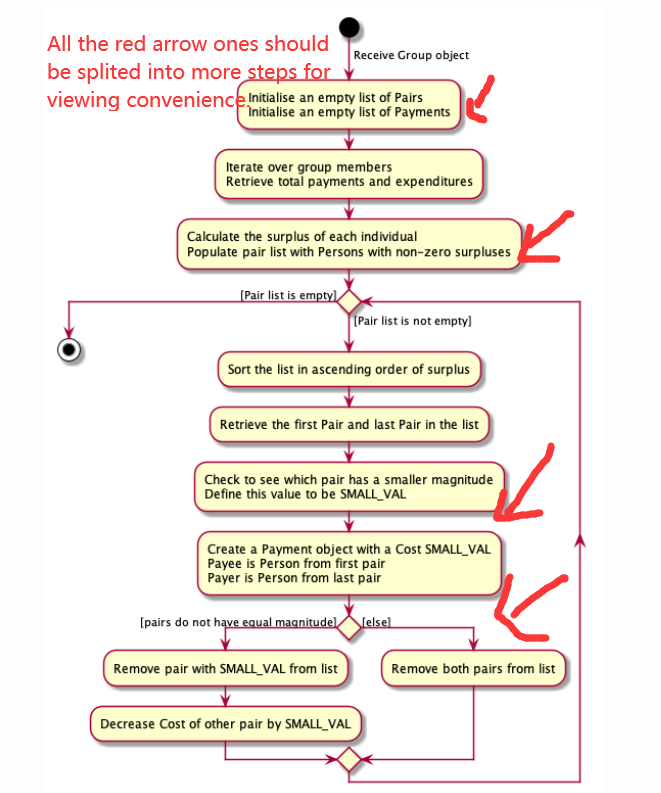 All the red arrow ones should
be splited into more steps for
viewing convenience.
Receive Group object
Initialise an empty list of Pairs
Initialise an empty list of Payments
Iterate over group members
Retrieve total payments and expenditures
Calculate the surplus of each individual
Populate pair list with Persons with non-zero surpluses
[Pair list is empty]
[Pair list is not empty]
Sort the list in ascending order of surplus
Retrieve the first Pair and last Pair in the list
Check to see which pair has a smaller magnitude
Define this value to be SMALL_VAL
Create a Payment object with a Cost SMALL_VAL
Payee is Person from first pair
Payer is Person from last pair
[pairs do not have equal magnitude]
[else]
Remove pair with SMALL_VAL from list
Remove both pairs from list
Decrease Cost of other pair by SMALL_VAL